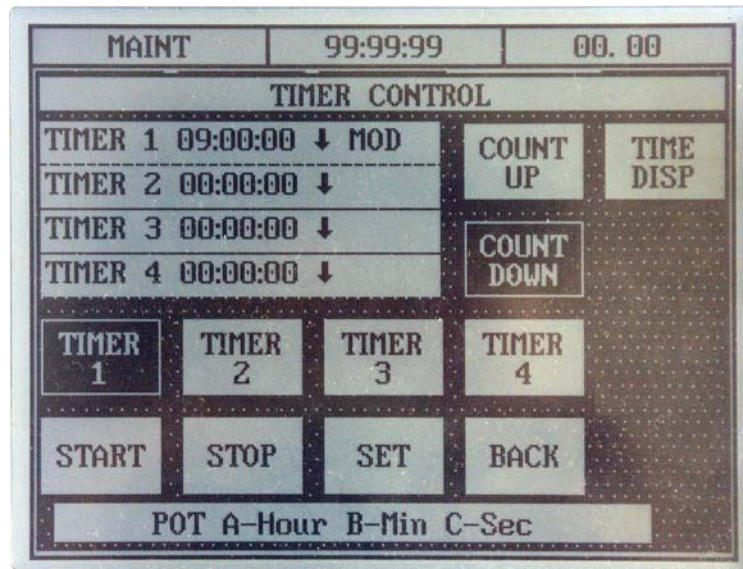 MAINT 99:99:99 00.00
TIMER CONTROL
TIMER 1 09:00:00 ↓ MOD
TIMER 2 00:00:00 ↓
TIMER 3 00:00:00 ↓
TIMER 4 00:00:00 ↓
COUNT UP
TIME DISP
COUNT DOWN
TIMER 1
TIMER 2
TIMER 3
TIMER 4
START STOP SET BACK
POT A-Hour B-Min C-Sec